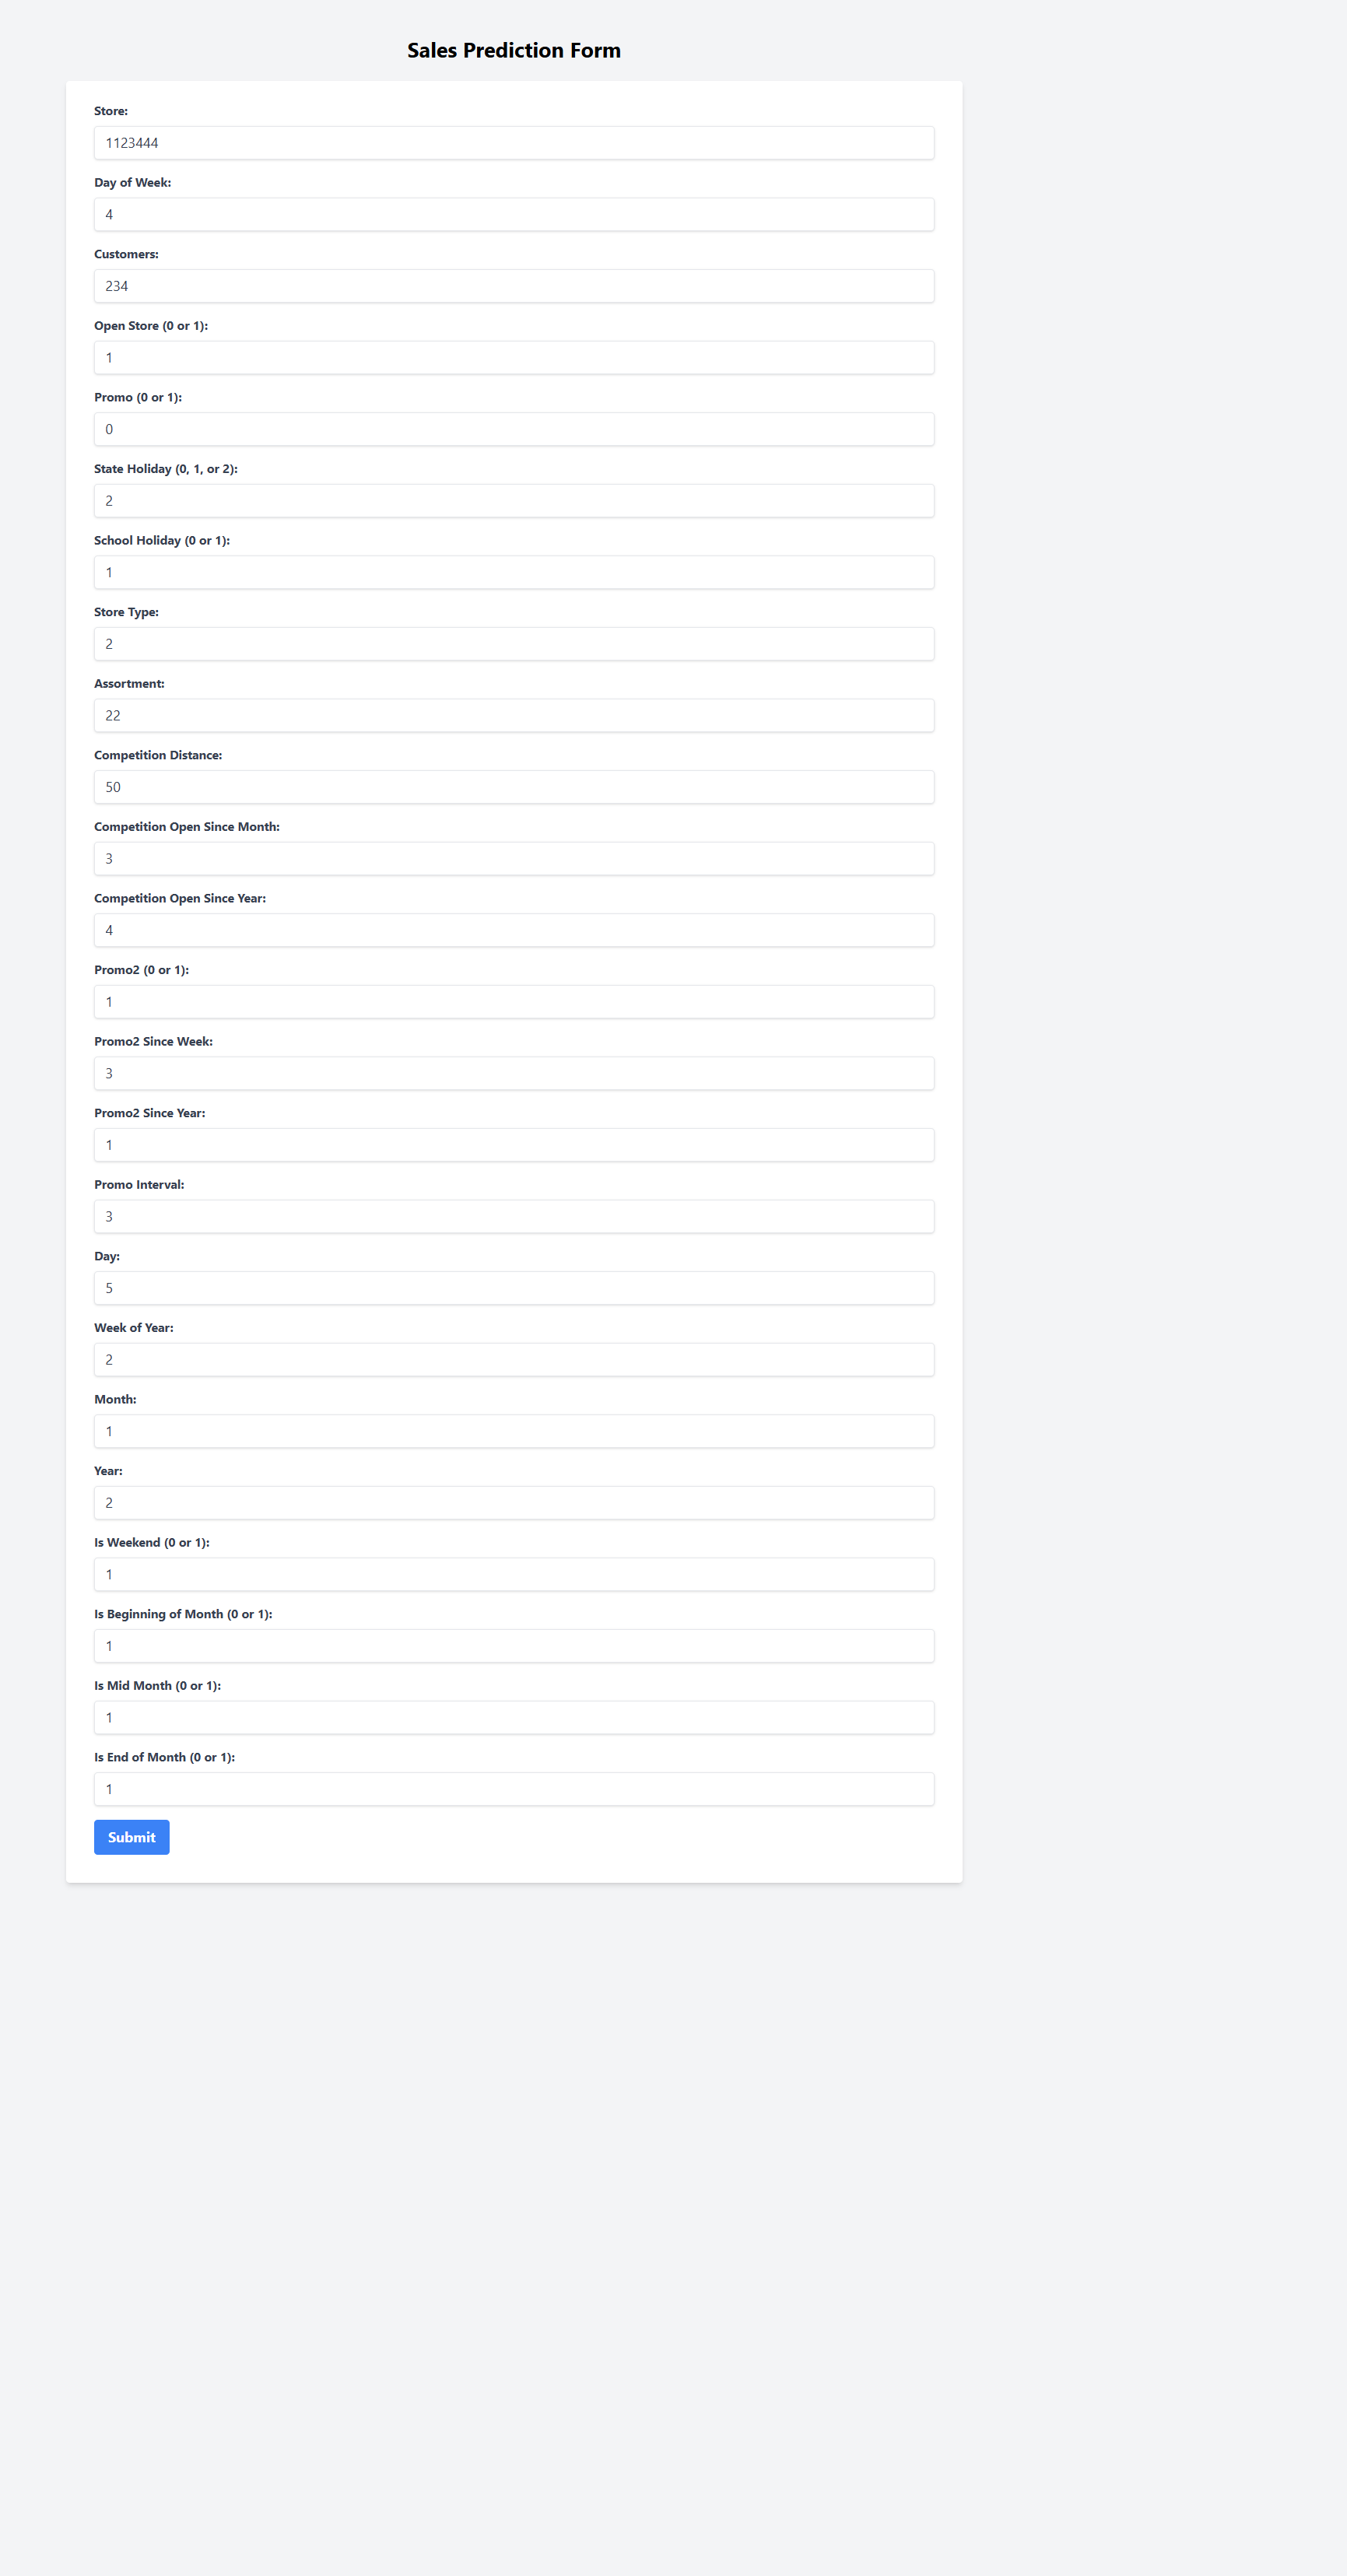 Sales Prediction Form
Store:
1123444
Day of Week:
4
Customers:
234
Open Store (0 or 1):
1
Promo (0 or 1):
0
State Holiday (0, 1, or 2):
2
School Holiday (0 or 1):
1
Store Type:
2
Assortment:
22
Competition Distance:
50
Competition Open Since Month:
3
Competition Open Since Year:
4
Promo2 (0 or 1):
1
Promo2 Since Week:
3
Promo2 Since Year:
1
Promo Interval:
3
Day:
5
Week of Year:
2
Month:
1
Year:
2
Is Weekend (0 or 1):
1
Is Beginning of Month (0 or 1):
1
Is Mid Month (0 or 1):
1
Is End of Month (0 or 1):
1
Submit